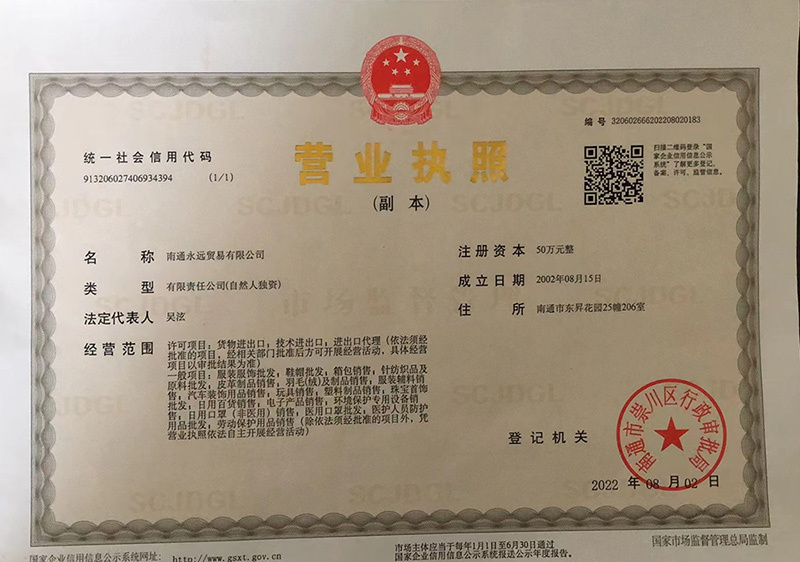 编 号 320602666202208020183
统一社会信用代码
913206027406934394 (1/1)
营业执照
(副 本)
扫描二维码登录“国
家企业信用信息公示
系统”了解更多登记、
备案、许可、监管信息。
名 称 南通永远贸易有限公司
类 型 有限责任公司(自然人独资)
法定代表人 吴泫
经营范围 许可项目：货物进出口；技术进出口；进出口代理（依法须经
批准的项目，经相关部门批准后方可开展经营活动，具体经营
项目以审批结果为准）
一般项目：服装服饰批发；鞋帽批发；箱包销售；针纺织品及
原料批发；皮革制品销售；羽毛(绒)及制品销售；服装辅料销
售；汽车装饰用品销售；玩具销售；塑料制品销售；珠宝首饰
批发；日用百货销售；电子产品销售；环境保护专用设备销
售；日用口罩（非医用）销售；医用口罩批发；医护人员防护
用品批发；劳动保护用品销售（除依法须经批准的项目外，凭
营业执照依法自主开展经营活动）
注册资本 50万元整
成立日期 2002年08月15日
住 所 南通市东昇花园25幢206室
登记机关
南通市崇川区行政审批局
2022 年 08 月 02 日
国家企业信用信息公示系统网址： http://www.gsxt.gov.cn
市场主体应当于每年1月1日至6月30日通过
国家企业信用信息公示系统报送公示年度报告。
国家市场监督管理总局监制
SCJDGL